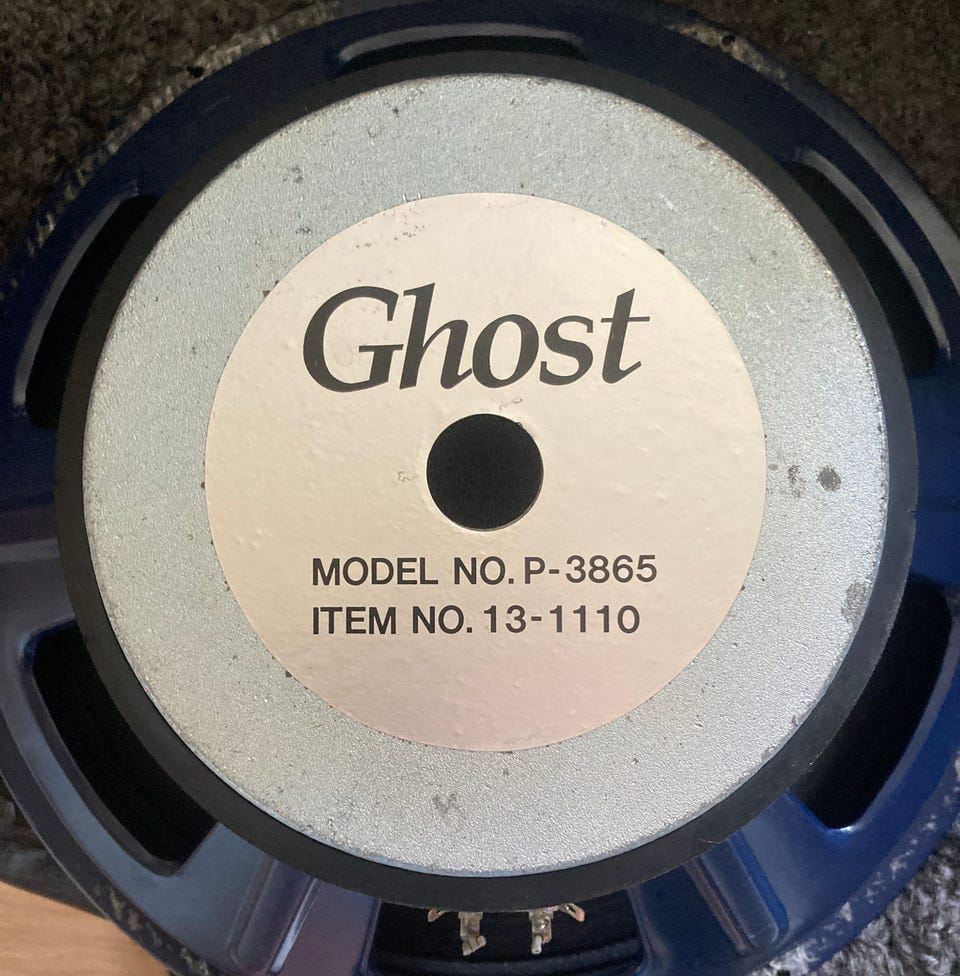 Ghost
MODEL NO. P-3865
ITEM NO. 13-1110